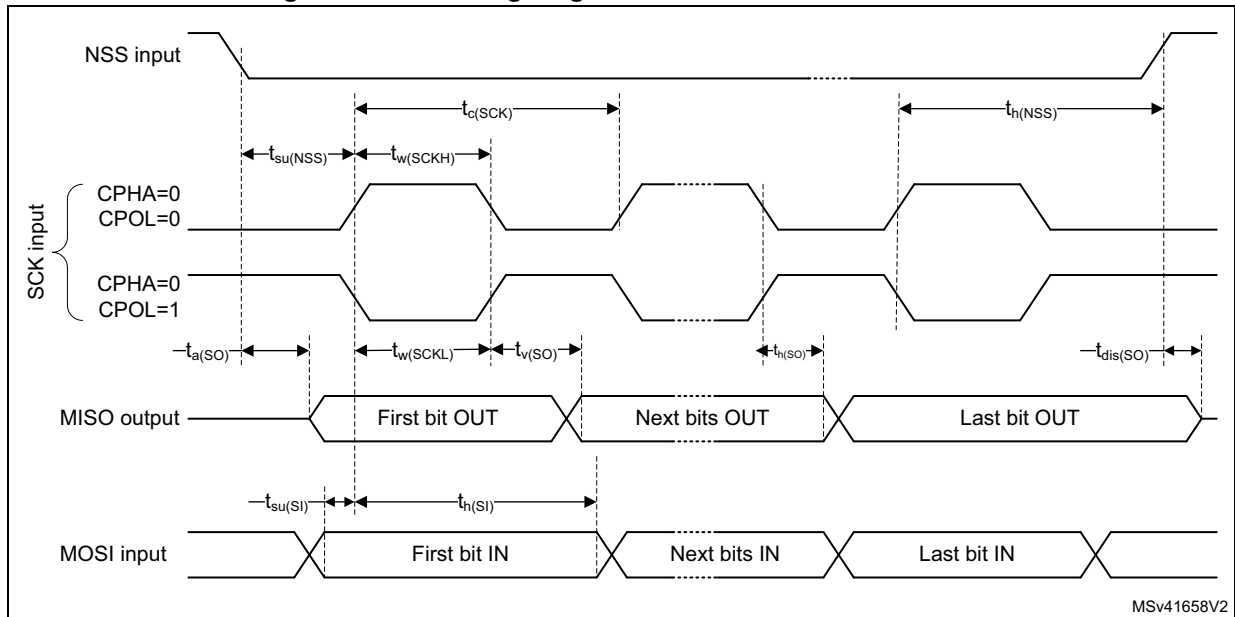 NSS input
tc(SCK)
th(NSS)
tsu(NSS)
tw(SCKH)
SCK input
CPHA=0
CPOL=0
CPHA=0
CPOL=1
ta(SO)
tw(SCKL)
tv(SO)
th(SO)
tdis(SO)
MISO output
First bit OUT
Next bits OUT
Last bit OUT
tsu(SI)
th(SI)
MOSI input
First bit IN
Next bits IN
Last bit IN
MSv41658V2